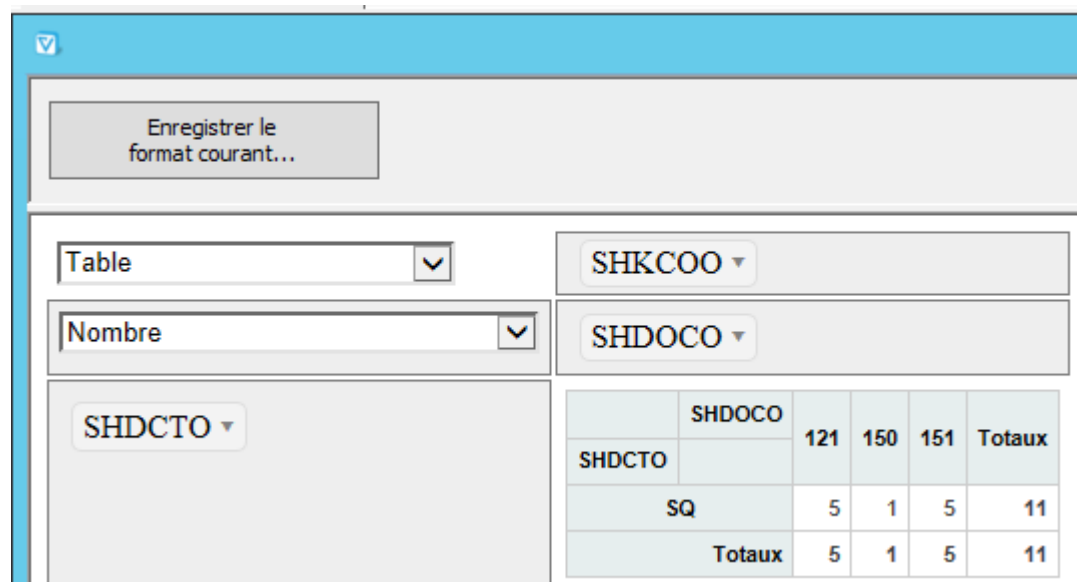 Enregistrer le
format courant...
Table
SHKCOO
Nombre
SHDOCO
SHDCTO
SHDOCO 121 150 151 Totaux
SHDCTO
SQ 5 1 5 11
Totaux 5 1 5 11